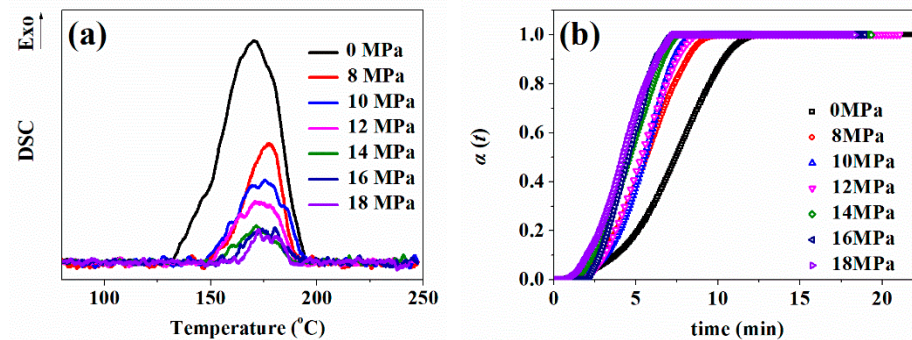 (a)
Exo
DSC
0 MPa
8 MPa
10 MPa
12 MPa
14 MPa
16 MPa
18 MPa
100
150
200
250
Temperature (°C)
(b)
α (t)
1.0
0.8
0.6
0.4
0.2
0.0
0MPa
8MPa
10MPa
12MPa
14MPa
16MPa
18MPa
0
5
10
15
20
time (min)